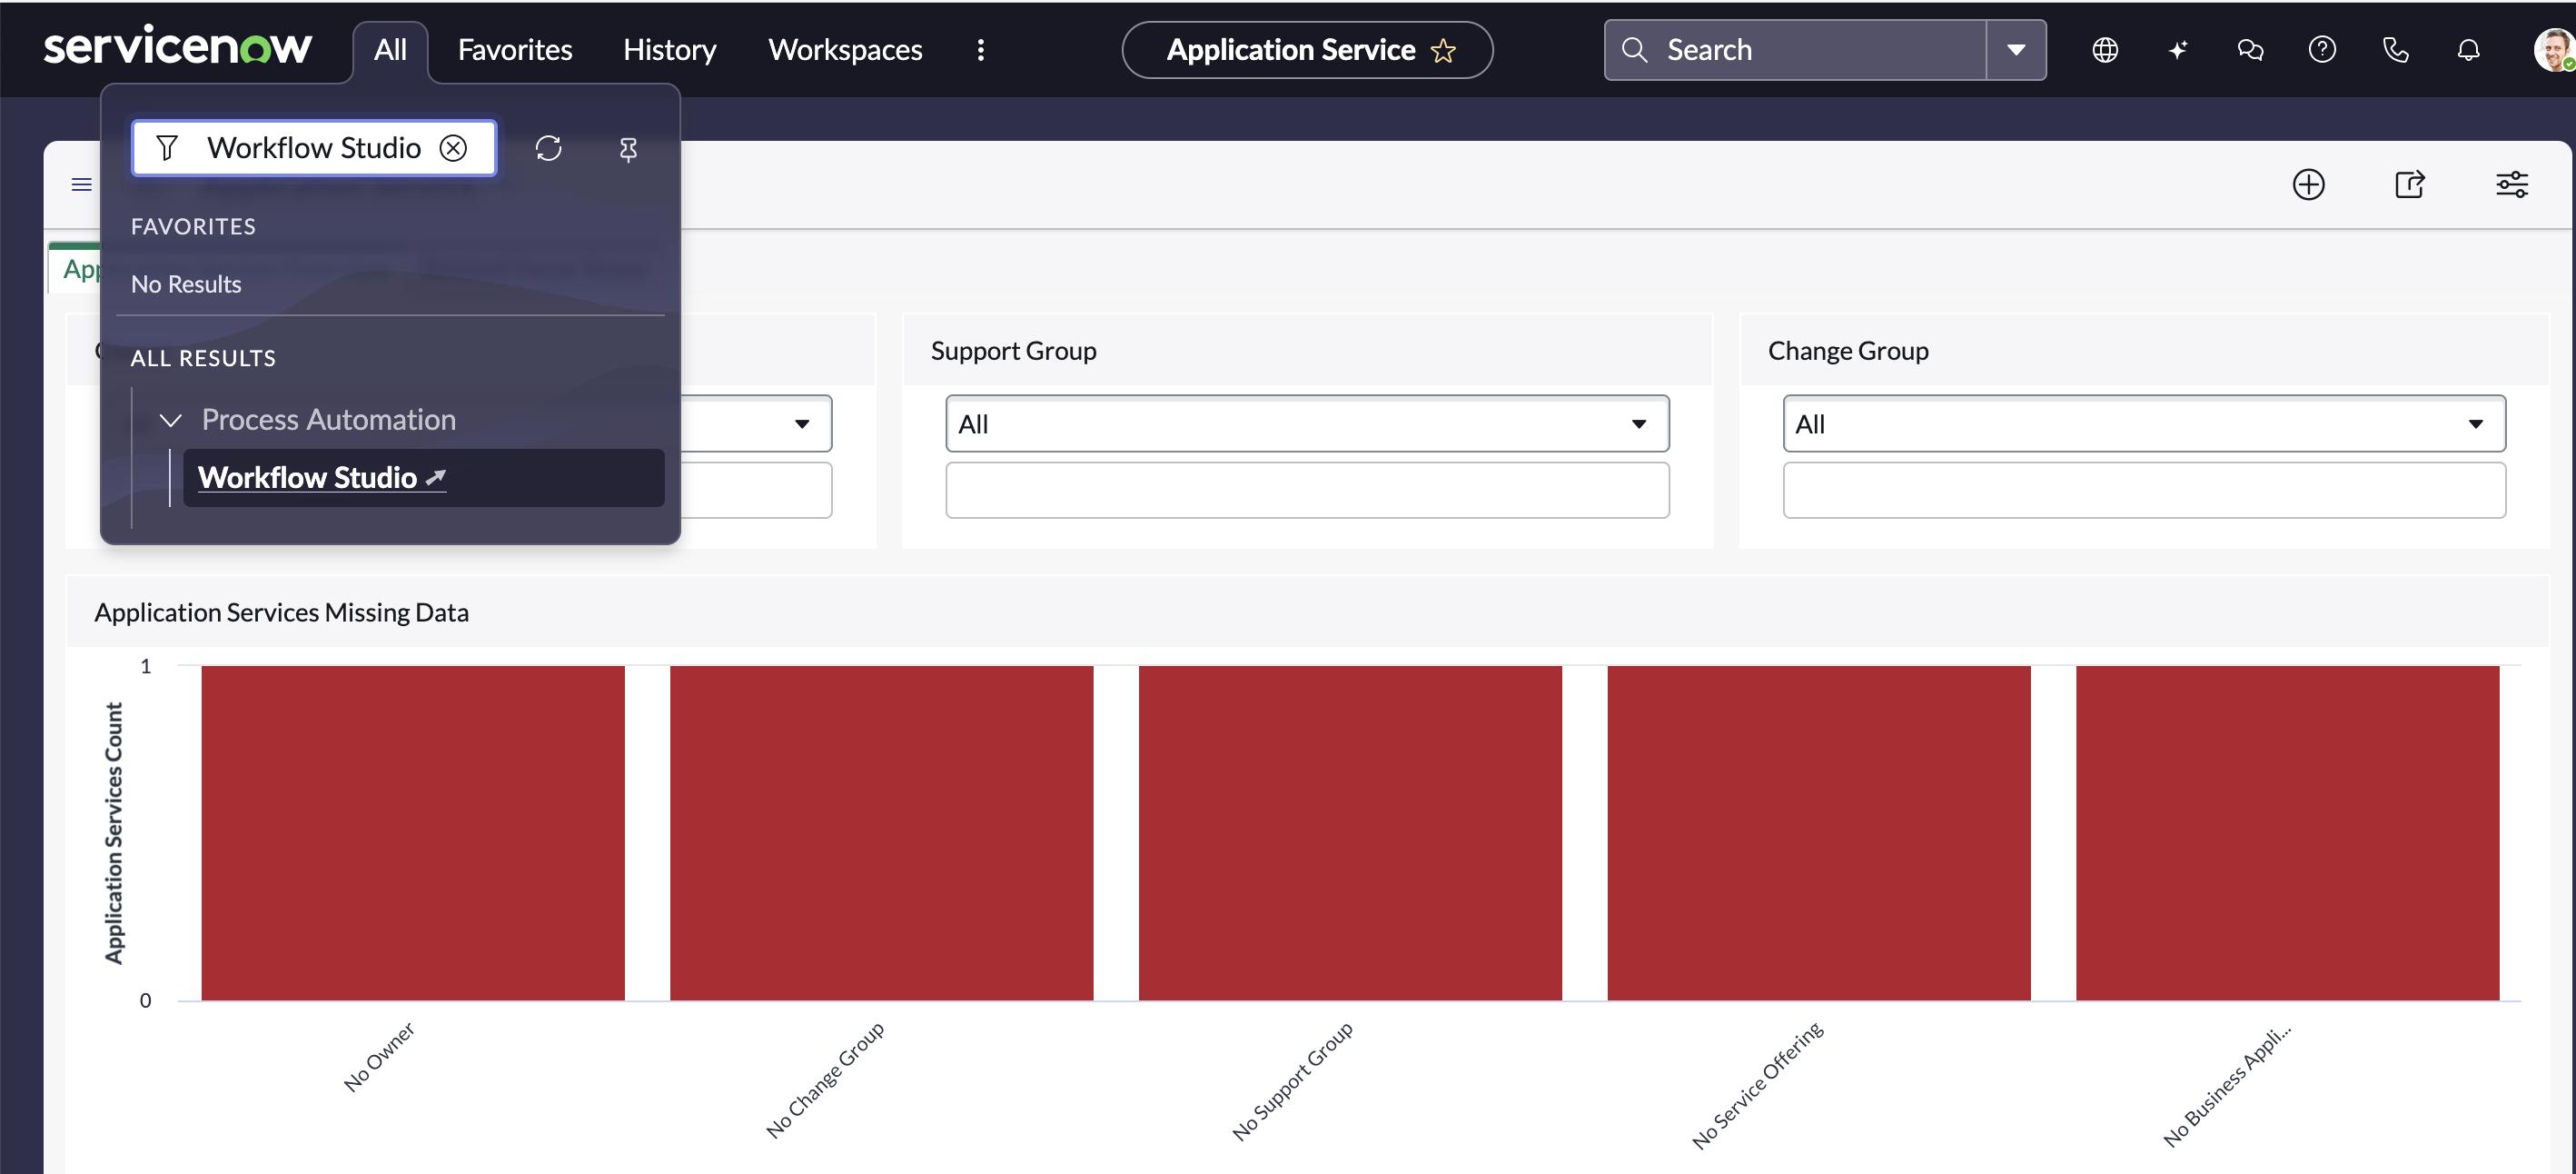 servicenow
All
Favorites
History
Workspaces
Application Service
Search
Workflow Studio
FAVORITES
No Results
ALL RESULTS
Process Automation
Workflow Studio
App
Support Group
Change Group
All
All
Application Services Missing Data
Application Services Count
1
0
No Owner
No Change Group
No Support Group
No Service Offering
No Business Appli...